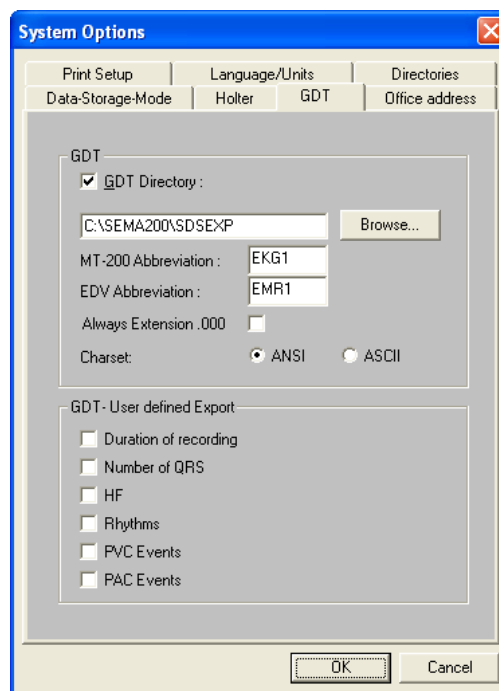 System Options
Print Setup Language/Units Directories
Data-Storage-Mode Holter GDT Office address
GDT
GDT Directory :
C:\SEMA200\SDSEXP Browse...
MT-200 Abbreviation : EKG1
EDV Abbreviation : EMR1
Always Extension .000
Charset: ANSI ASCII
GDT- User defined Export
Duration of recording
Number of QRS
HF
Rhythms
PVC Events
PAC Events
OK Cancel